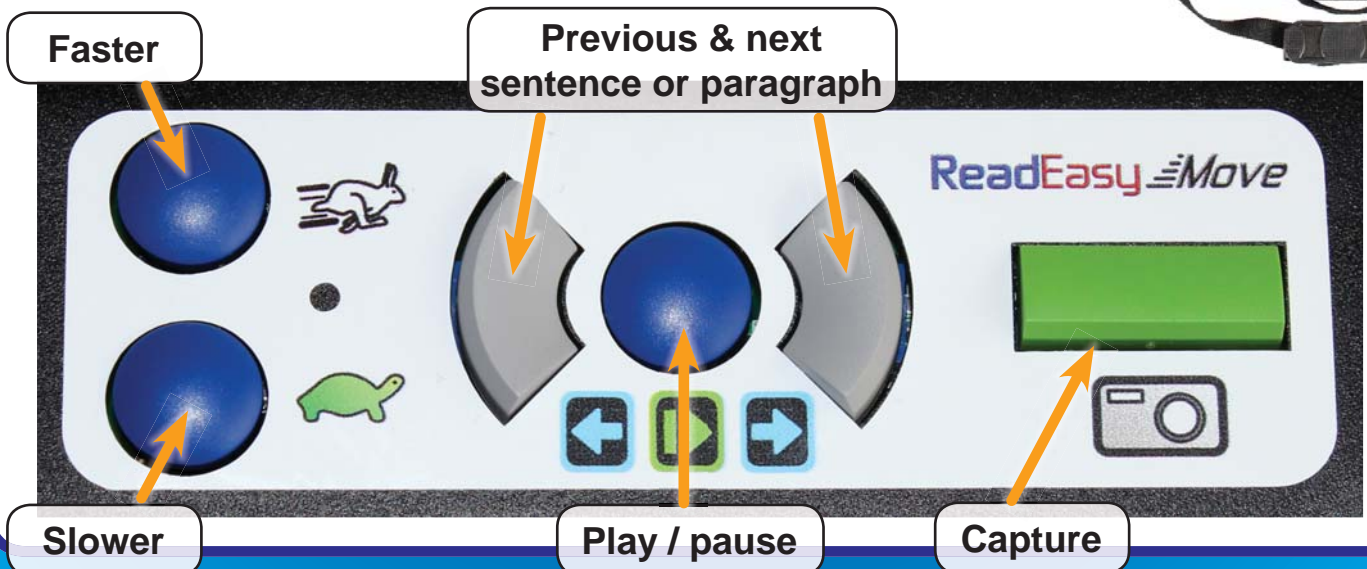 Faster
Previous & next
sentence or paragraph
ReadEasy Move
Slower
Play / pause
Capture